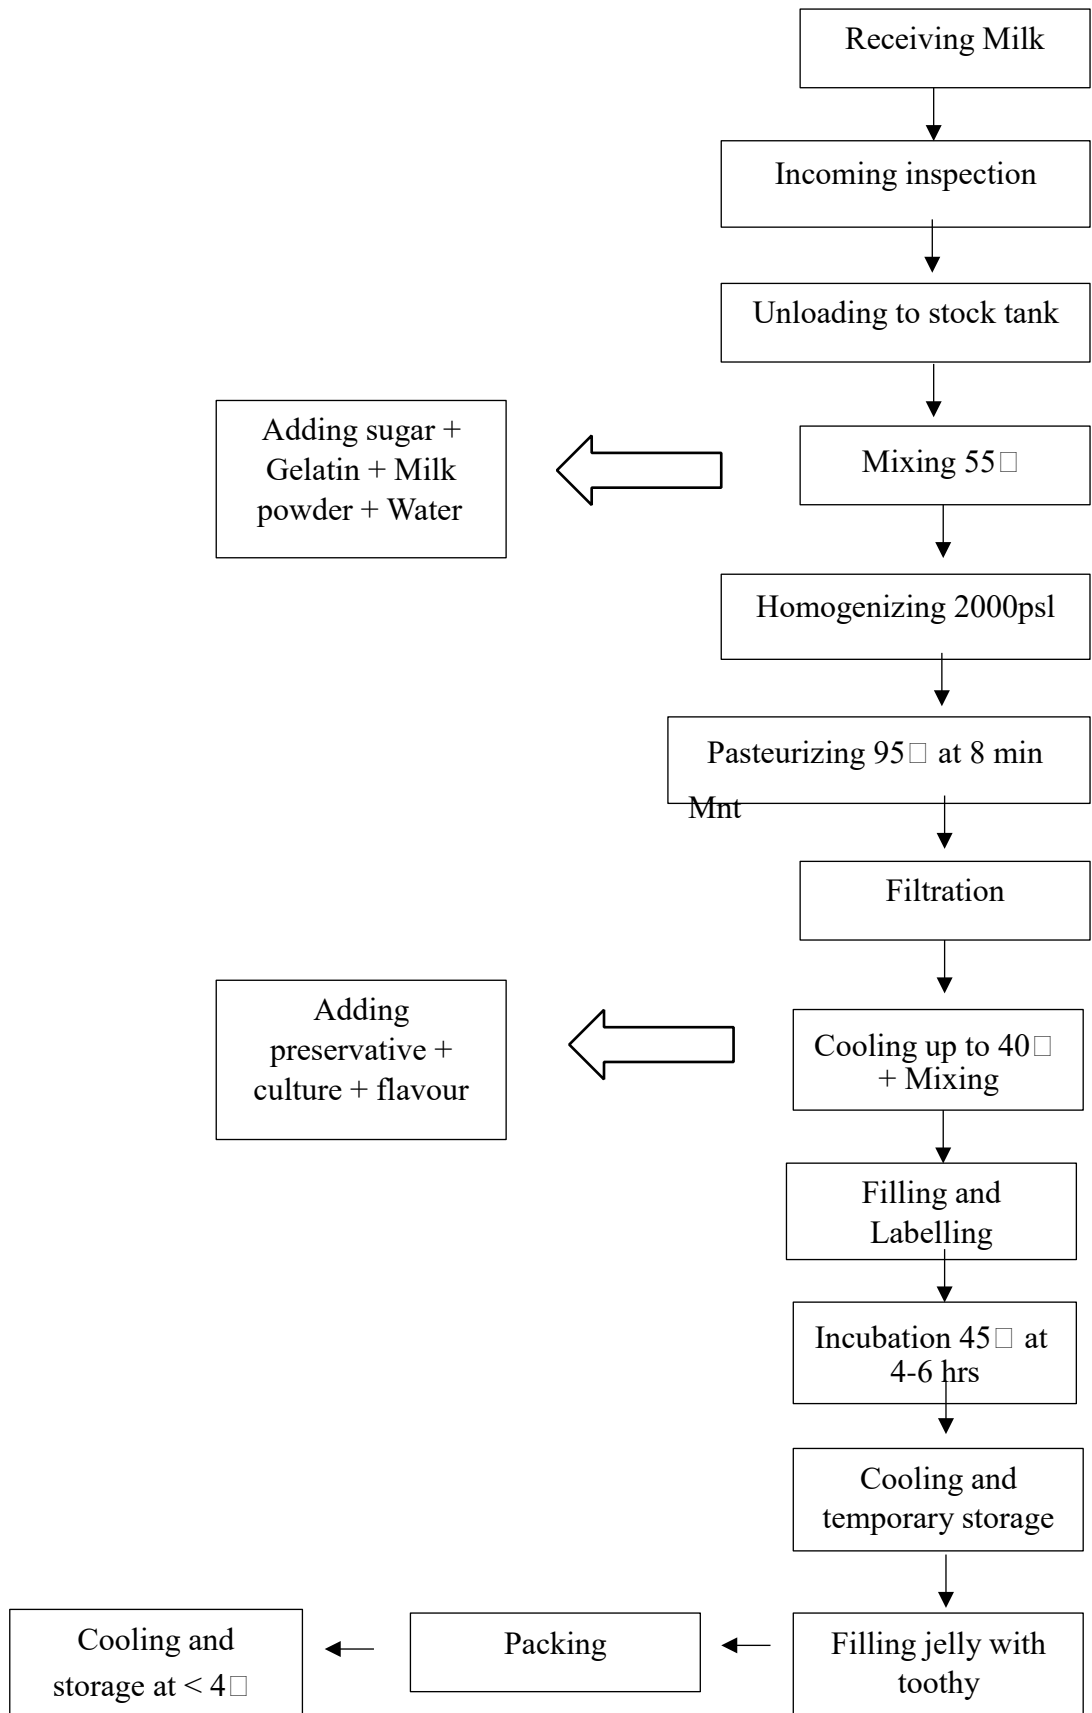 Receiving Milk
Incoming inspection
Unloading to stock tank
Adding sugar +
Gelatin + Milk
powder + Water
Mixing 55□
Homogenizing 2000psl
Pasteurizing 95□ at 8 min
Mnt
Filtration
Adding
preservative +
culture + flavour
Cooling up to 40□
+ Mixing
Filling and
Labelling
Incubation 45□ at
4-6 hrs
Cooling and
temporary storage
Filling jelly with
toothy
Packing
Cooling and
storage at < 4□